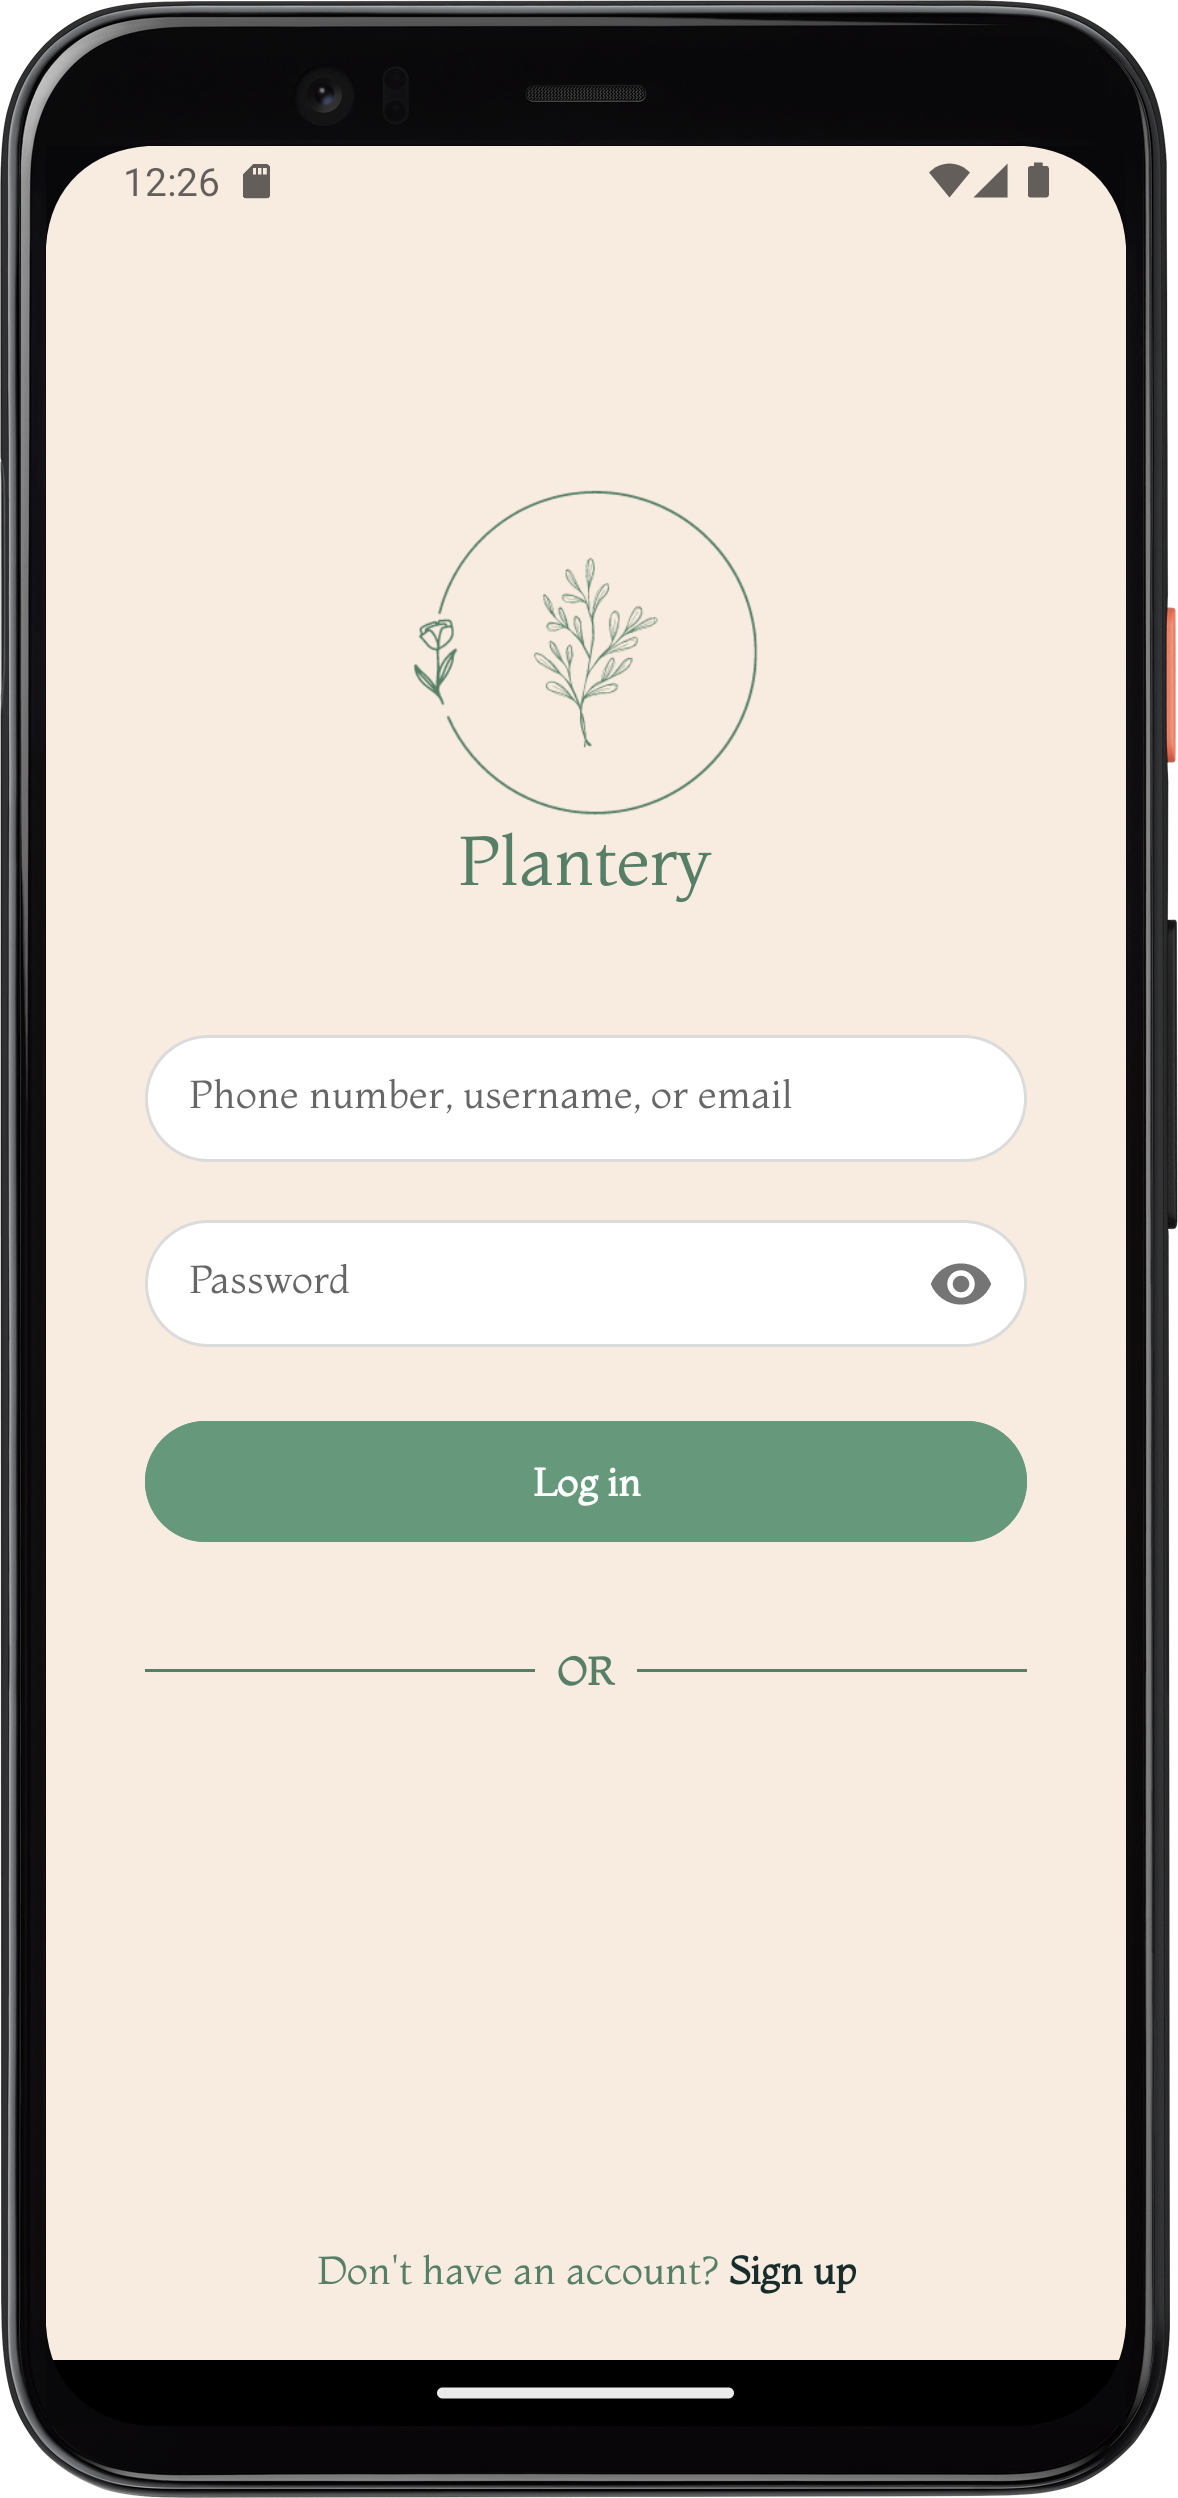 12:26
Plantery
Phone number, username, or email
Password
Log in
OR
Don't have an account? Sign up